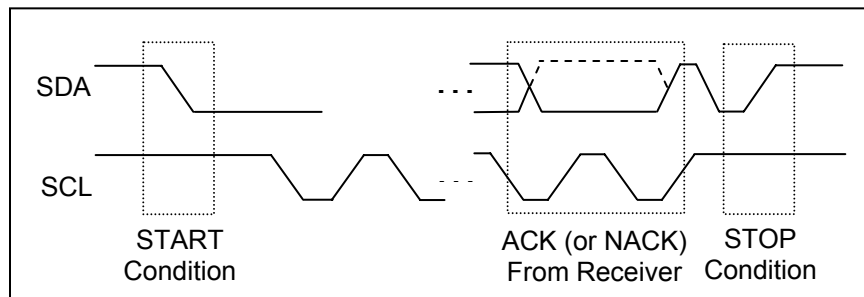 SDA
SCL
START
Condition
ACK (or NACK)
From Receiver
STOP
Condition